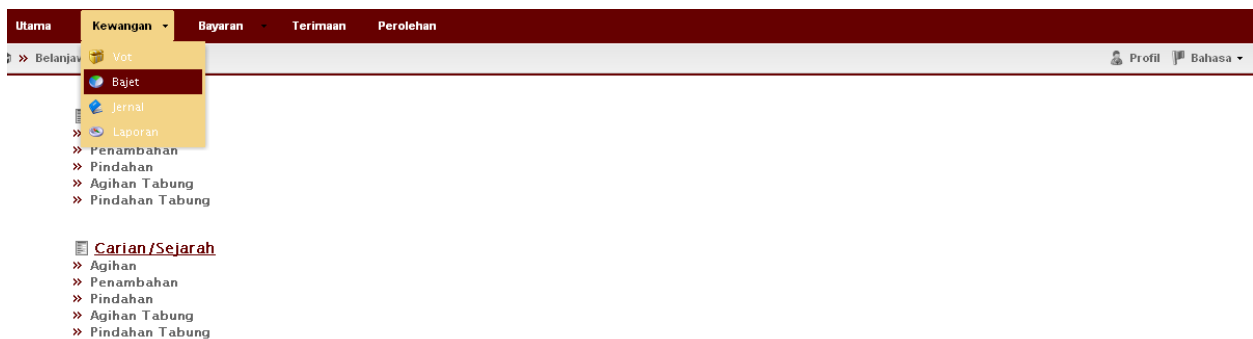 Utama Kewangan Bayaran Terimaan Perolehan
» Belanjaw Profil Bahasa
Vot
Bajet
Jernal
Laporan
»
» Penambahan
» Pindahan
» Agihan Tabung
» Pindahan Tabung
Carian/Sejarah
» Agihan
» Penambahan
» Pindahan
» Agihan Tabung
» Pindahan Tabung